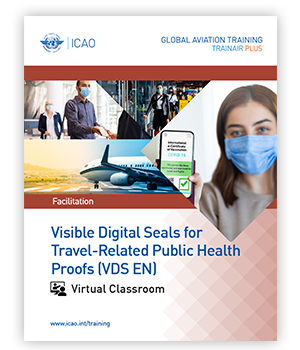 ICAO
GLOBAL AVIATION TRAINING
TRAINAIR PLUS
Facilitation
Visible Digital Seals for
Travel-Related Public Health
Proofs (VDS EN)
Virtual Classroom
www.icao.int/training